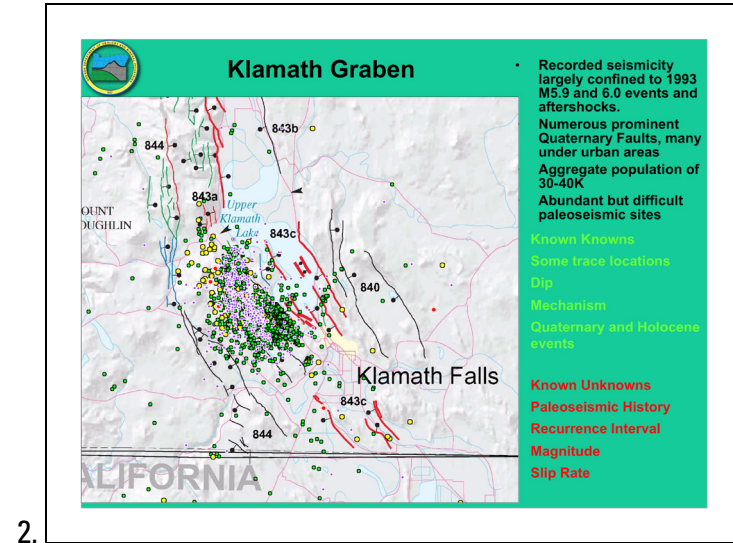 Klamath Graben
• Recorded seismicity
largely confined to 1993
M5.9 and 6.0 events and
aftershocks.
Numerous prominent
Quaternary Faults, many
under urban areas
Aggregate population of
30-40K
Abundant but difficult
paleoseismic sites
Known Knowns
Some trace locations
Dip
Mechanism
Quaternary and Holocene
events
Known Unknowns
Paleoseismic History
Recurrence Interval
Magnitude
Slip Rate
843b
844
843a
OUNT
OUGHLIN
Upper
Klamath
Lake
843c
840
Klamath Falls
843c
844
ALIFORNIA
2.